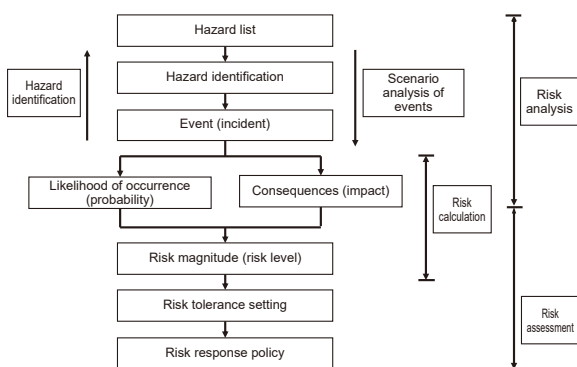 Hazard list
Hazard
identification
Hazard identification
Scenario
analysis of
events
Risk
analysis
Event (incident)
Likelihood of occurrence
(probability)
Consequences (impact)
Risk
calculation
Risk magnitude (risk level)
Risk tolerance setting
Risk
assessment
Risk response policy